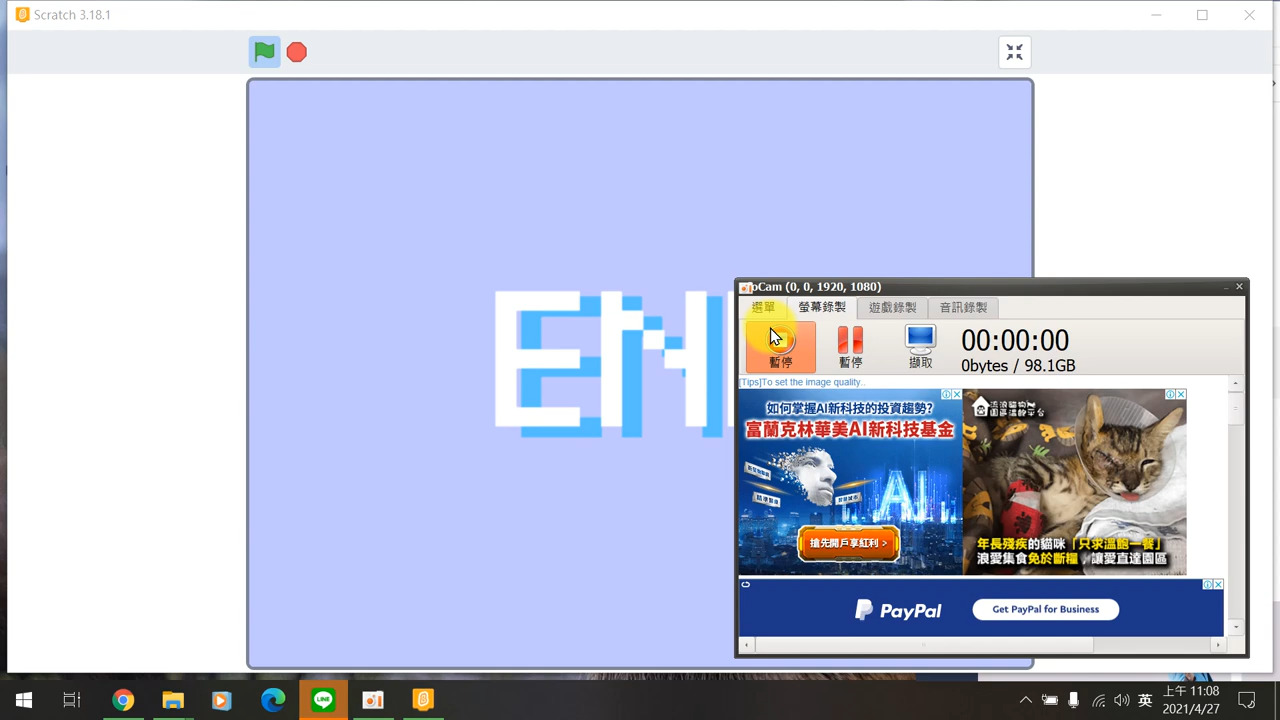 Scratch 3.18.1
EN
oCam (0, 0, 1920, 1080)
選單 螢幕錄製 遊戲錄製 音訊錄製
暫停 暫停 擷取
00:00:00
0bytes / 98.1GB
[Tips]To set the image quality..
如何掌握AI新科技的投資趨勢?
富蘭克林華美AI新科技基金
AI
搶先開戶享紅利 >
流浪貓狗
年長殘疾的貓咪「只求溫飽一餐」
浪愛集食免於斷糧,讓愛直達園區
PayPal
Get PayPal for Business
LINE
英
上午 11:08
2021/4/27